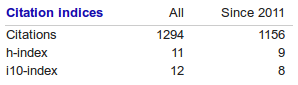 Citation indices All Since 2011
Citations 1294 1156
h-index 11 9
i10-index 12 8